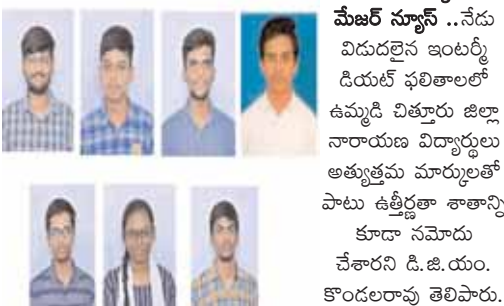 మేజర్ న్యూస్ ..నేడు
విడుదలైన ఇంటర్మీ
డియట్ ఫలితాలలో
ఉమ్మడి చిత్తూరు జిల్లా
నారాయణ విద్యార్థులు
అత్యుత్తమ మార్కులతో
పాటు ఉత్తీర్ణతా శాతాన్ని
కూడా నమోదు
చేశారని డి.జి.యం.
కొండలరావు తెలిపారు.